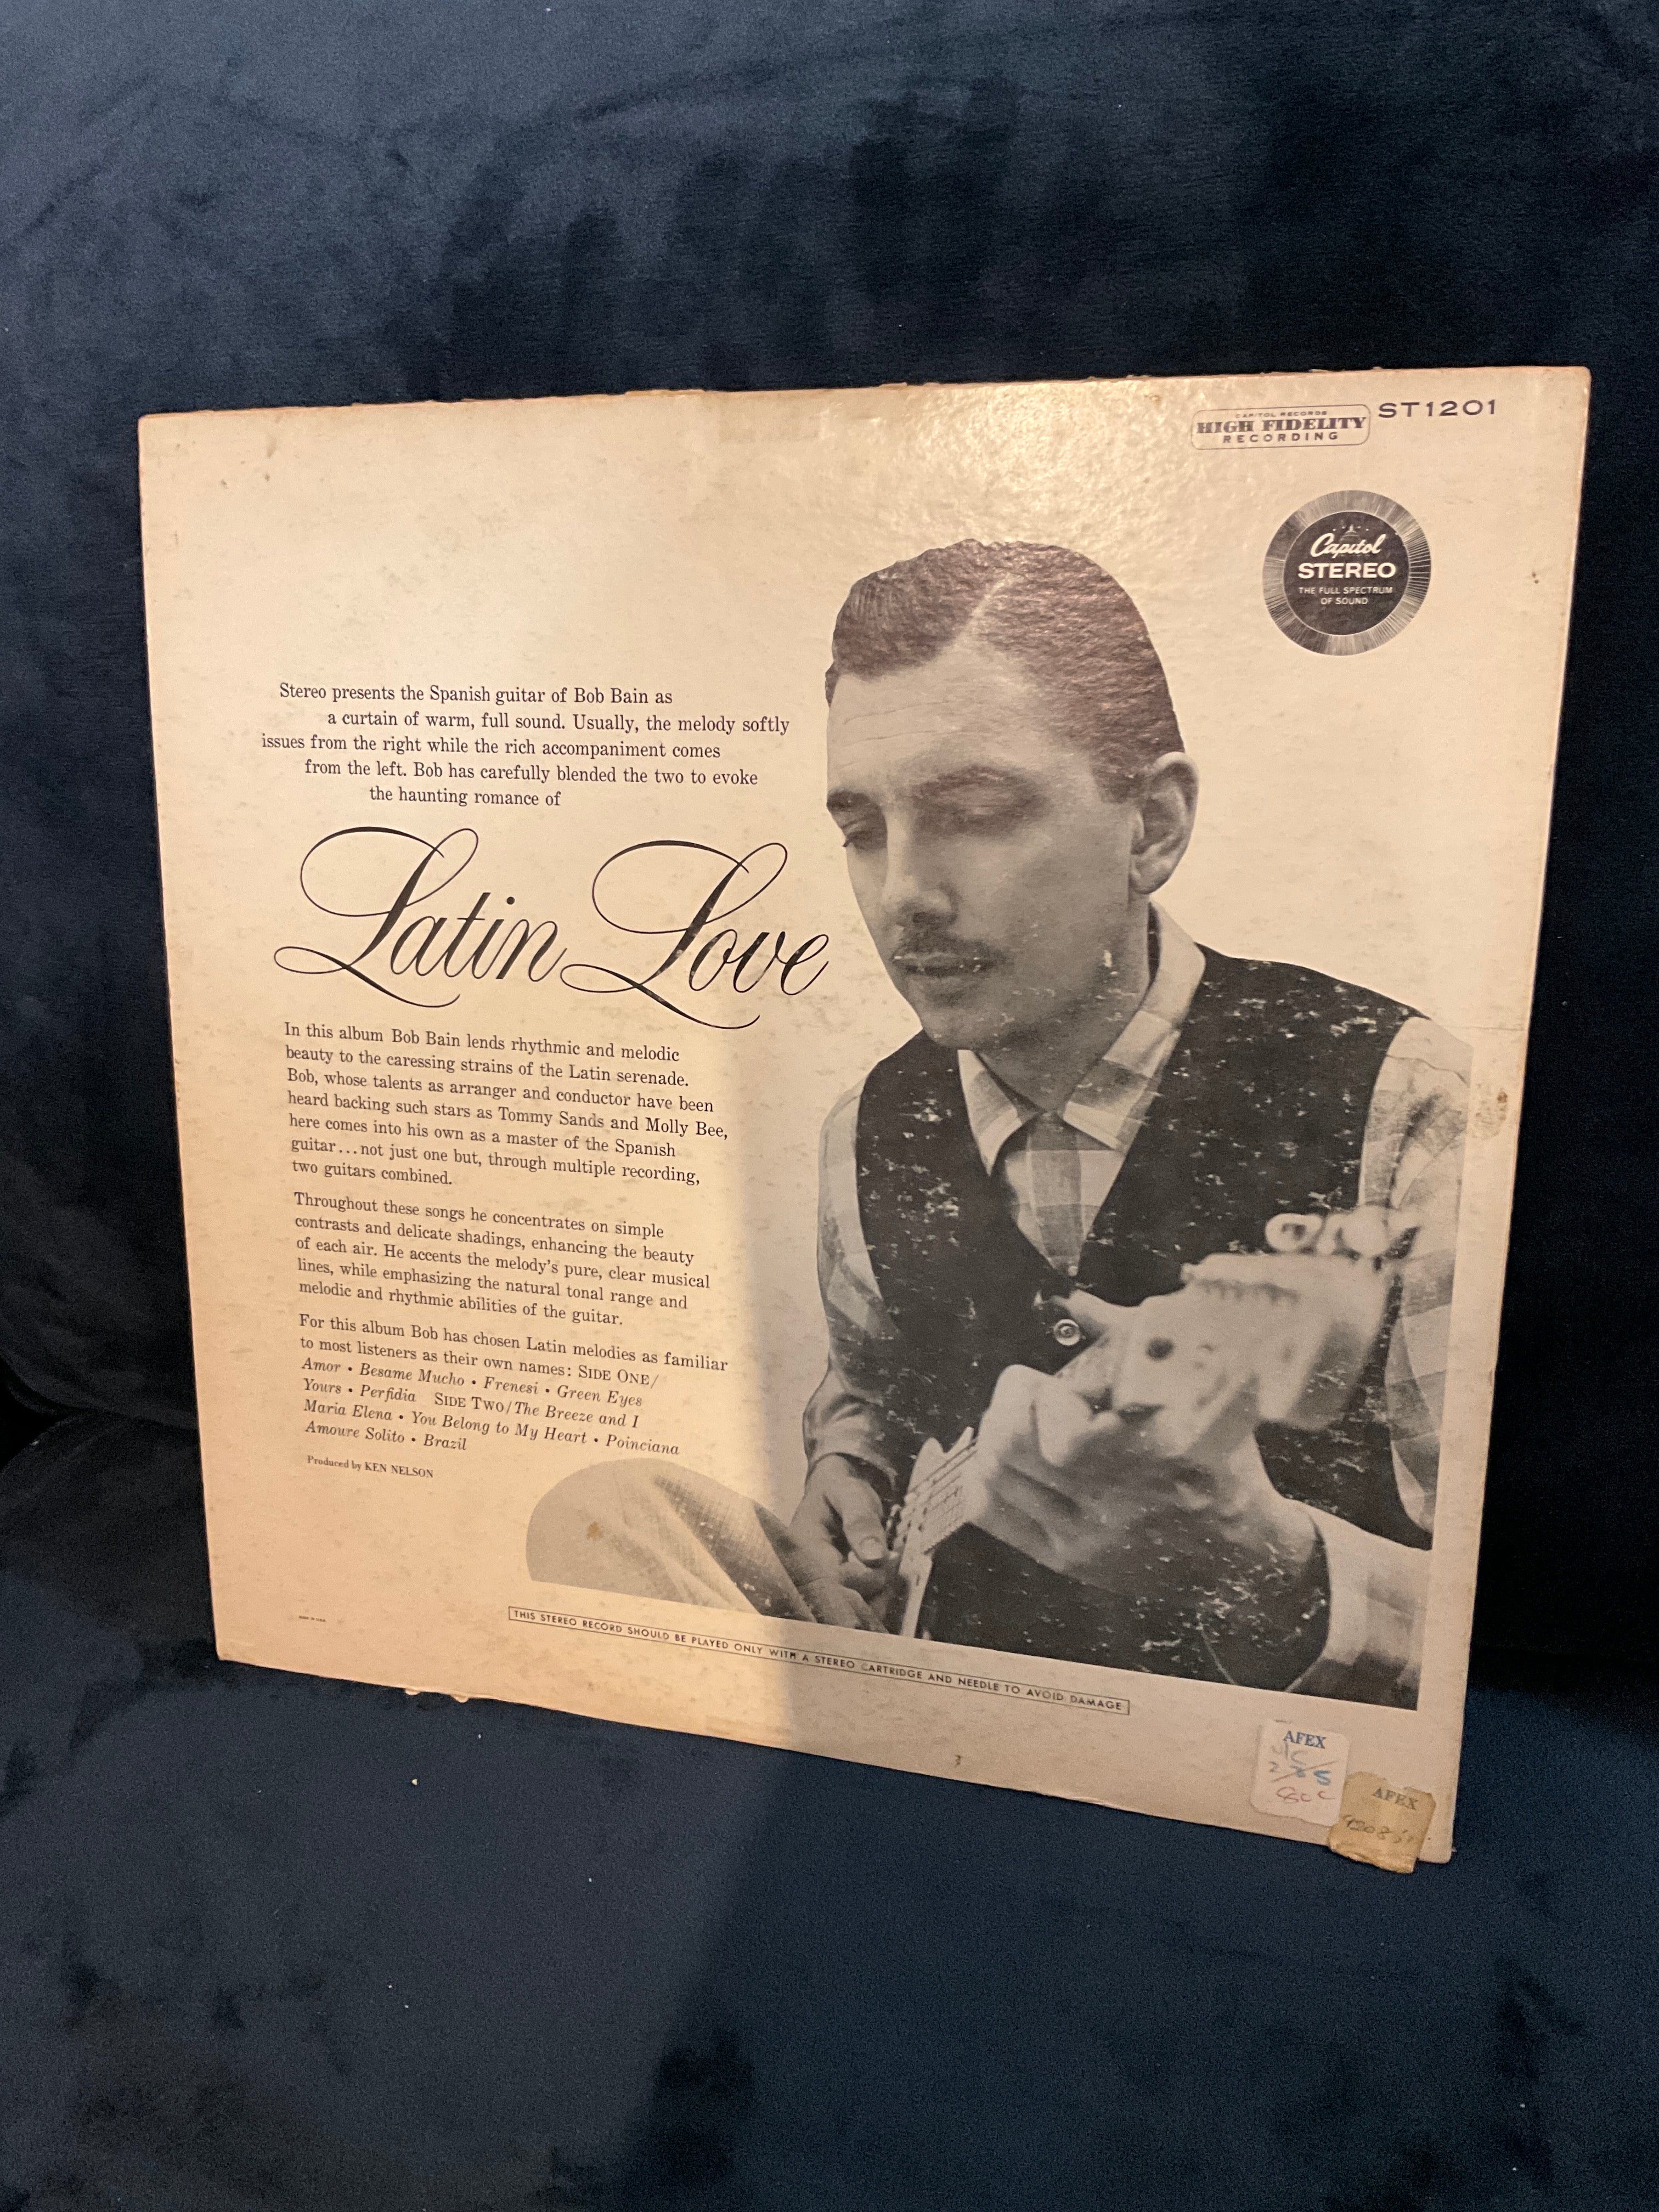 CAPITOL RECORDS
HIGH FIDELITY
RECORDING
ST1201
Capitol
STEREO
THE FULL SPECTRUM
OF SOUND
Stereo presents the Spanish guitar of Bob Bain as
a curtain of warm, full sound. Usually, the melody softly
issues from the right while the rich accompaniment comes
from the left. Bob has carefully blended the two to evoke
the haunting romance of
Latin Love
In this album Bob Bain lends rhythmic and melodic
beauty to the caressing strains of the Latin serenade.
Bob, whose talents as arranger and conductor have been
heard backing such stars as Tommy Sands and Molly Bee,
here comes into his own as a master of the Spanish
guitar...not just one but, through multiple recording,
two guitars combined.
Throughout these songs he concentrates on simple
contrasts and delicate shadings, enhancing the beauty
of each air. He accents the melody's pure, clear musical
lines, while emphasizing the natural tonal range and
melodic and rhythmic abilities of the guitar.
For this album Bob has chosen Latin melodies as familiar
to most listeners as their own names: SIDE ONE/
Amor • Besame Mucho • Frenesi • Green Eyes
Yours • Perfidia SIDE TWO/The Breeze and I
Maria Elena • You Belong to My Heart • Poinciana
Amoure Solito • Brazil
Produced by KEN NELSON
THIS STEREO RECORD SHOULD BE PLAYED ONLY WITH A STEREO CARTRIDGE AND NEEDLE TO AVOID DAMAGE
3
AFEX
AFEX